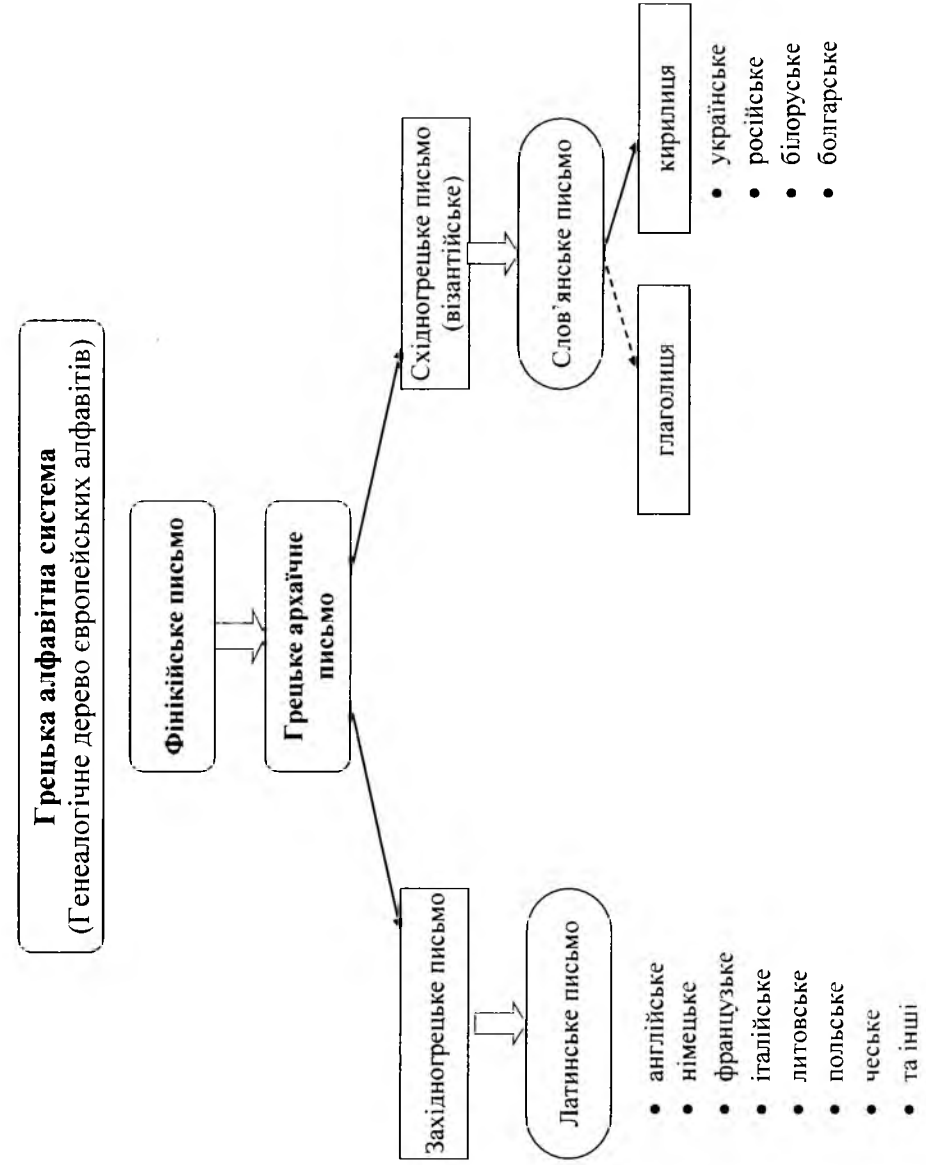 Грецька алфавітна система
(Генеалогічне дерево європейських алфавітів)
Фінікійське письмо
Грецьке архаїчне
письмо
Західногрецьке письмо
Латинське письмо
• англійське
• німецьке
• французьке
• італійське
• литовське
• польське
• чеське
• та інші
Східногрецьке письмо
(візантійське)
Слов’янське письмо
глаголиця
кирилиця
• українське
• російське
• білоруське
• болгарське